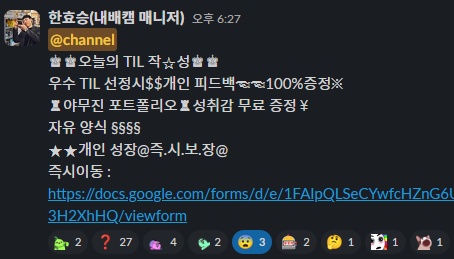 한효승(내배캠 매니저) 오후 6:27
@channel
♚♚오늘의 TIL 작☆성♚♚
우수 TIL 선정시$$개인 피드백☜☜100%증정※
♜야무진 포트폴리오♜성취감 무료 증정￥
자유 양식 §§§§
★★개인 성장@즉.시.보.장@
즉시이동 :
https://docs.google.com/forms/d/e/1FAIpQLSeCYwfcHZnG6U
3H2XhHQ/viewform
2 27 4 2 3 2 1 1 1